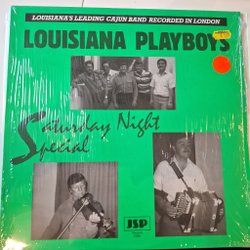 LOUISIANA'S LEADING CAJUN BAND RECORDED IN LONDON
LOUISIANA PLAYBOYS
Saturday Night
Special
JSP